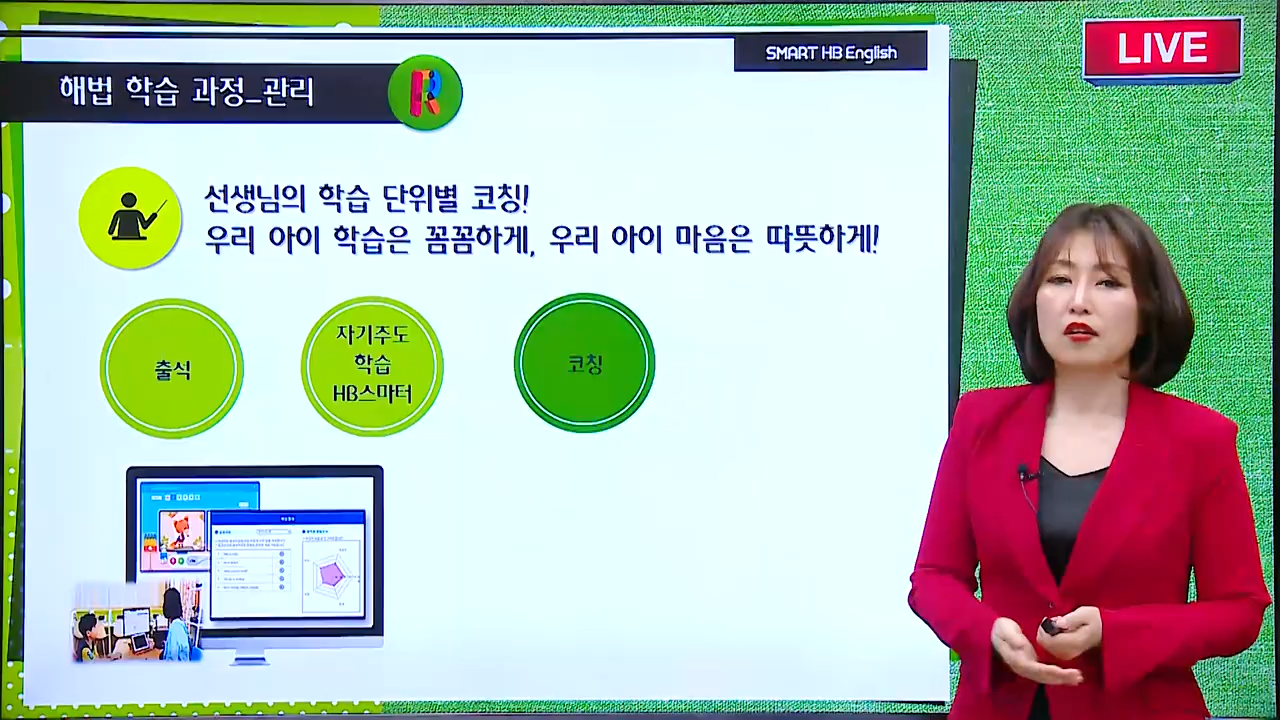 SMART HB English
LIVE
해법 학습 과정_관리
R
선생님의 학습 단위별 코칭!
우리 아이 학습은 꼼꼼하게, 우리 아이 마음은 따뜻하게!
출석
자기주도
학습
HB스마터
코칭